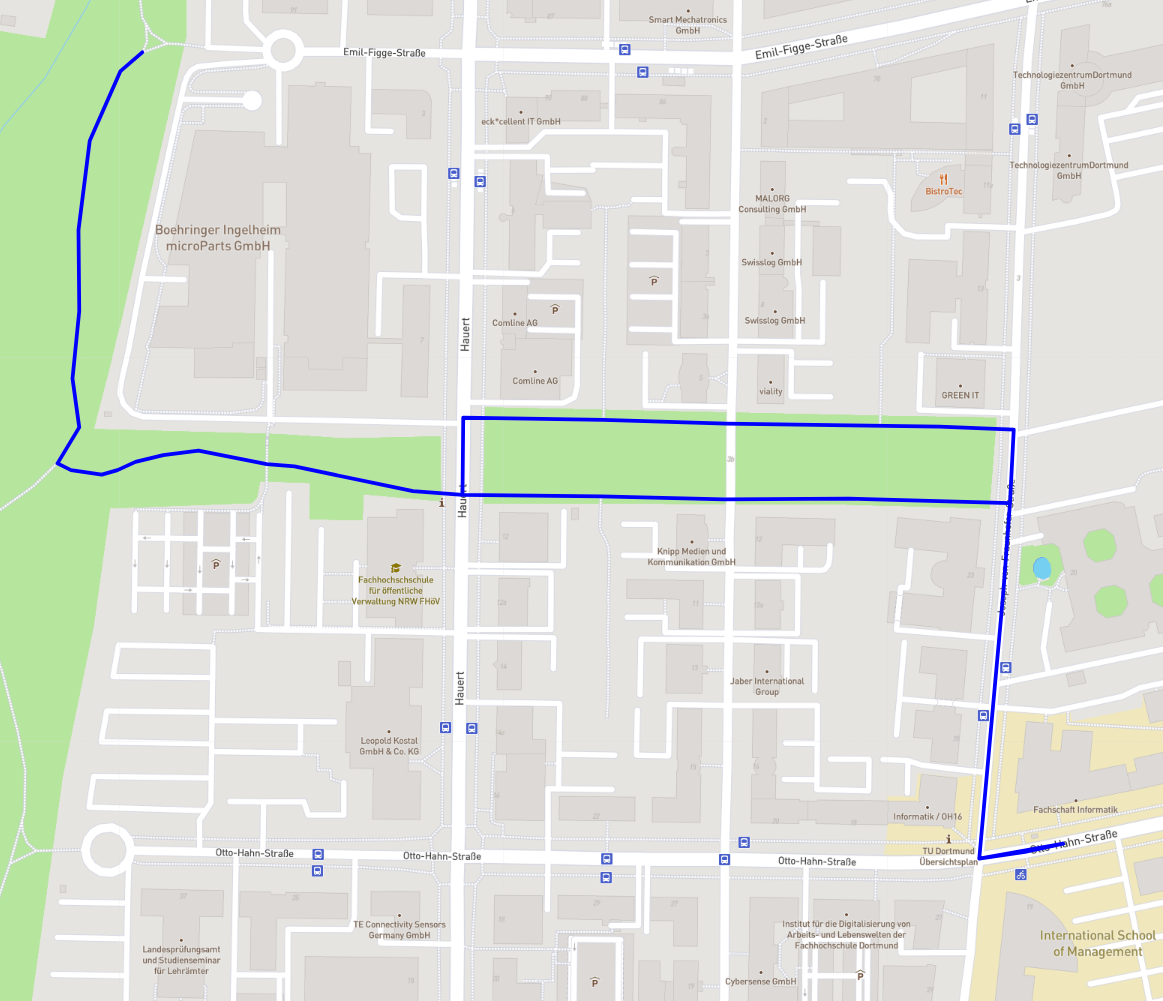 Smart Mechatronics
GmbH
Emil-Figge-Straße
Emil-Figge-Straße
TechnologiezentrumDortmund
GmbH
eck*cellent IT GmbH
TechnologiezentrumDortmund
GmbH
BistroTec
MALORG
Consulting GmbH
Boehringer Ingelheim
microParts GmbH
Swisslog GmbH
P
P
Comline AG
Swisslog GmbH
Hauert
Comline AG
viality
GREEN IT
Hauert
Knipp Medien und
Kommunikation GmbH
P
Fachhochschschule
für öffentliche
Verwaltung NRW FHöV
Hauert
Jaber International
Group
Leopold Kostal
GmbH & Co. KG
Fachschaft Informatik
Informatik / OH16
Otto-Hahn-Straße
Otto-Hahn-Straße
Otto-Hahn-Straße
Otto-Hahn-Straße
TU Dortmund
Übersichtsplan
TE Connectivity Sensors
Germany GmbH
Institut für die Digitalisierung von
Arbeits- und Lebenswelten der
Fachhochschule Dortmund
International School
of Management
Landesprüfungsamt
und Studienseminar
für Lehrämter
Cybersense GmbH
P
P